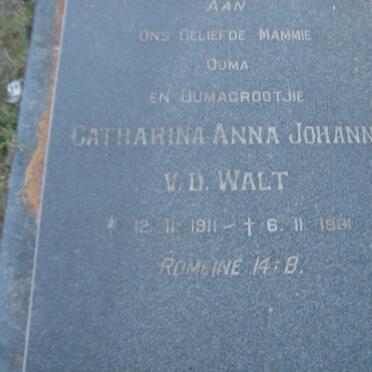 AAN
ONS GELIEFDE MAMMIE
OUMA
EN OUMAGROOTJIE
CATHARINA ANNA JOHANN
V.D. WALT
* 12. 11. 1911 - † 6. 11. 1981
ROMEINE 14:8.